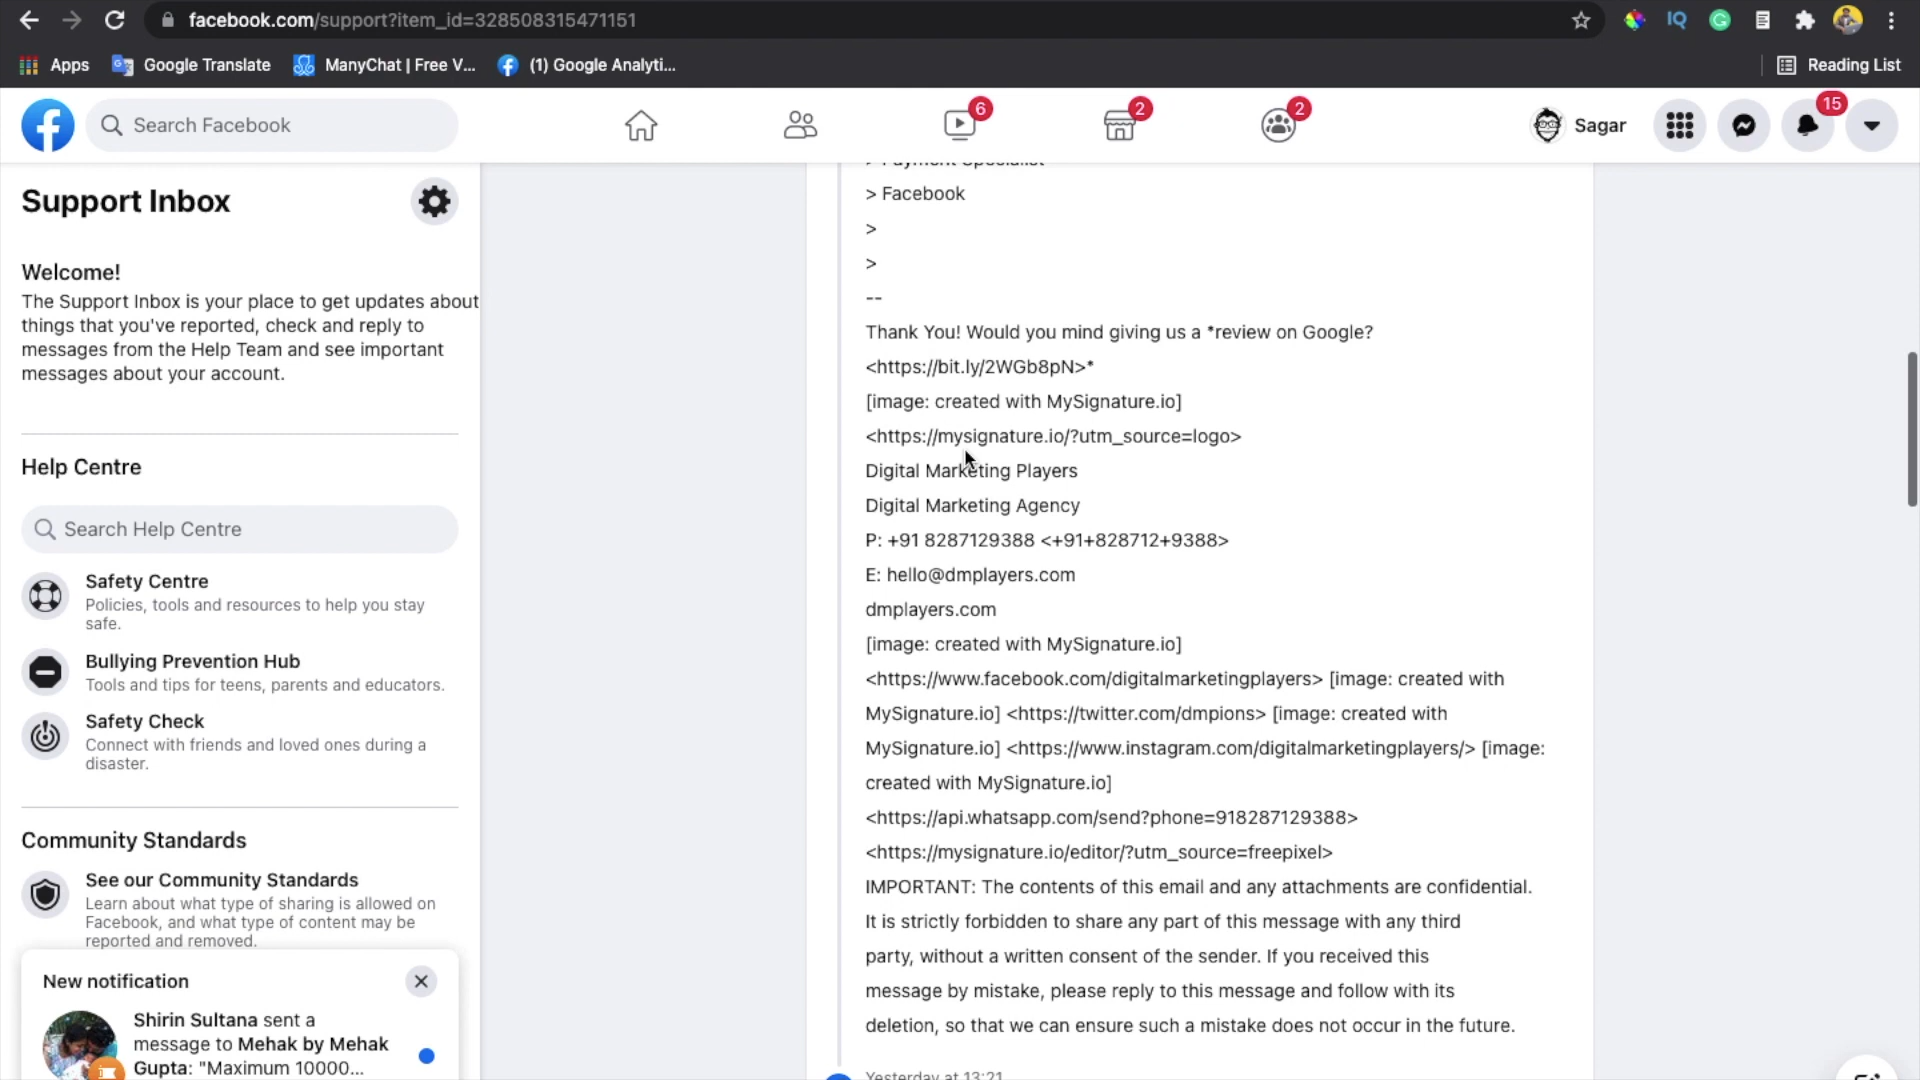 facebook.com/support?item_id=328508315471151
Apps
Google Translate
ManyChat | Free V...
(1) Google Analyti...
Reading List
Search Facebook
6
2
2
Sagar
15
Support Inbox
Welcome!
The Support Inbox is your place to get updates about
things that you've reported, check and reply to
messages from the Help Team and see important
messages about your account.
Help Centre
Search Help Centre
Safety Centre
Policies, tools and resources to help you stay
safe.
Bullying Prevention Hub
Tools and tips for teens, parents and educators.
Safety Check
Connect with friends and loved ones during a
disaster.
Community Standards
See our Community Standards
Learn about what type of sharing is allowed on
Facebook, and what type of content may be
reported and removed.
New notification
Shirin Sultana sent a
message to Mehak by Mehak
Gupta: "Maximum 10000...
> Payment Specialist
> Facebook
>
>
--
Thank You! Would you mind giving us a *review on Google?
<https://bit.ly/2WGb8pN>*
[image: created with MySignature.io]
<https://mysignature.io/?utm_source=logo>
Digital Marketing Players
Digital Marketing Agency
P: +91 8287129388 <+91+828712+9388>
E: hello@dmplayers.com
dmplayers.com
[image: created with MySignature.io]
<https://www.facebook.com/digitalmarketingplayers> [image: created with
MySignature.io] <https://twitter.com/dmpions> [image: created with
MySignature.io] <https://www.instagram.com/digitalmarketingplayers/> [image:
created with MySignature.io]
<https://api.whatsapp.com/send?phone=918287129388>
<https://mysignature.io/editor/?utm_source=freepixel>
IMPORTANT: The contents of this email and any attachments are confidential.
It is strictly forbidden to share any part of this message with any third
party, without a written consent of the sender. If you received this
message by mistake, please reply to this message and follow with its
deletion, so that we can ensure such a mistake does not occur in the future.
Yesterday at 13:21